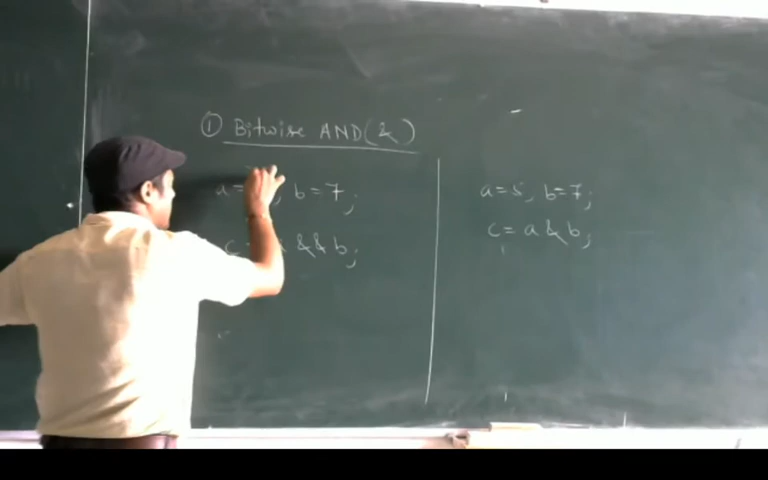 ① Bitwise AND(&)
a= , b=7;
c= && b;
a=5, b=7;
c= a & b;